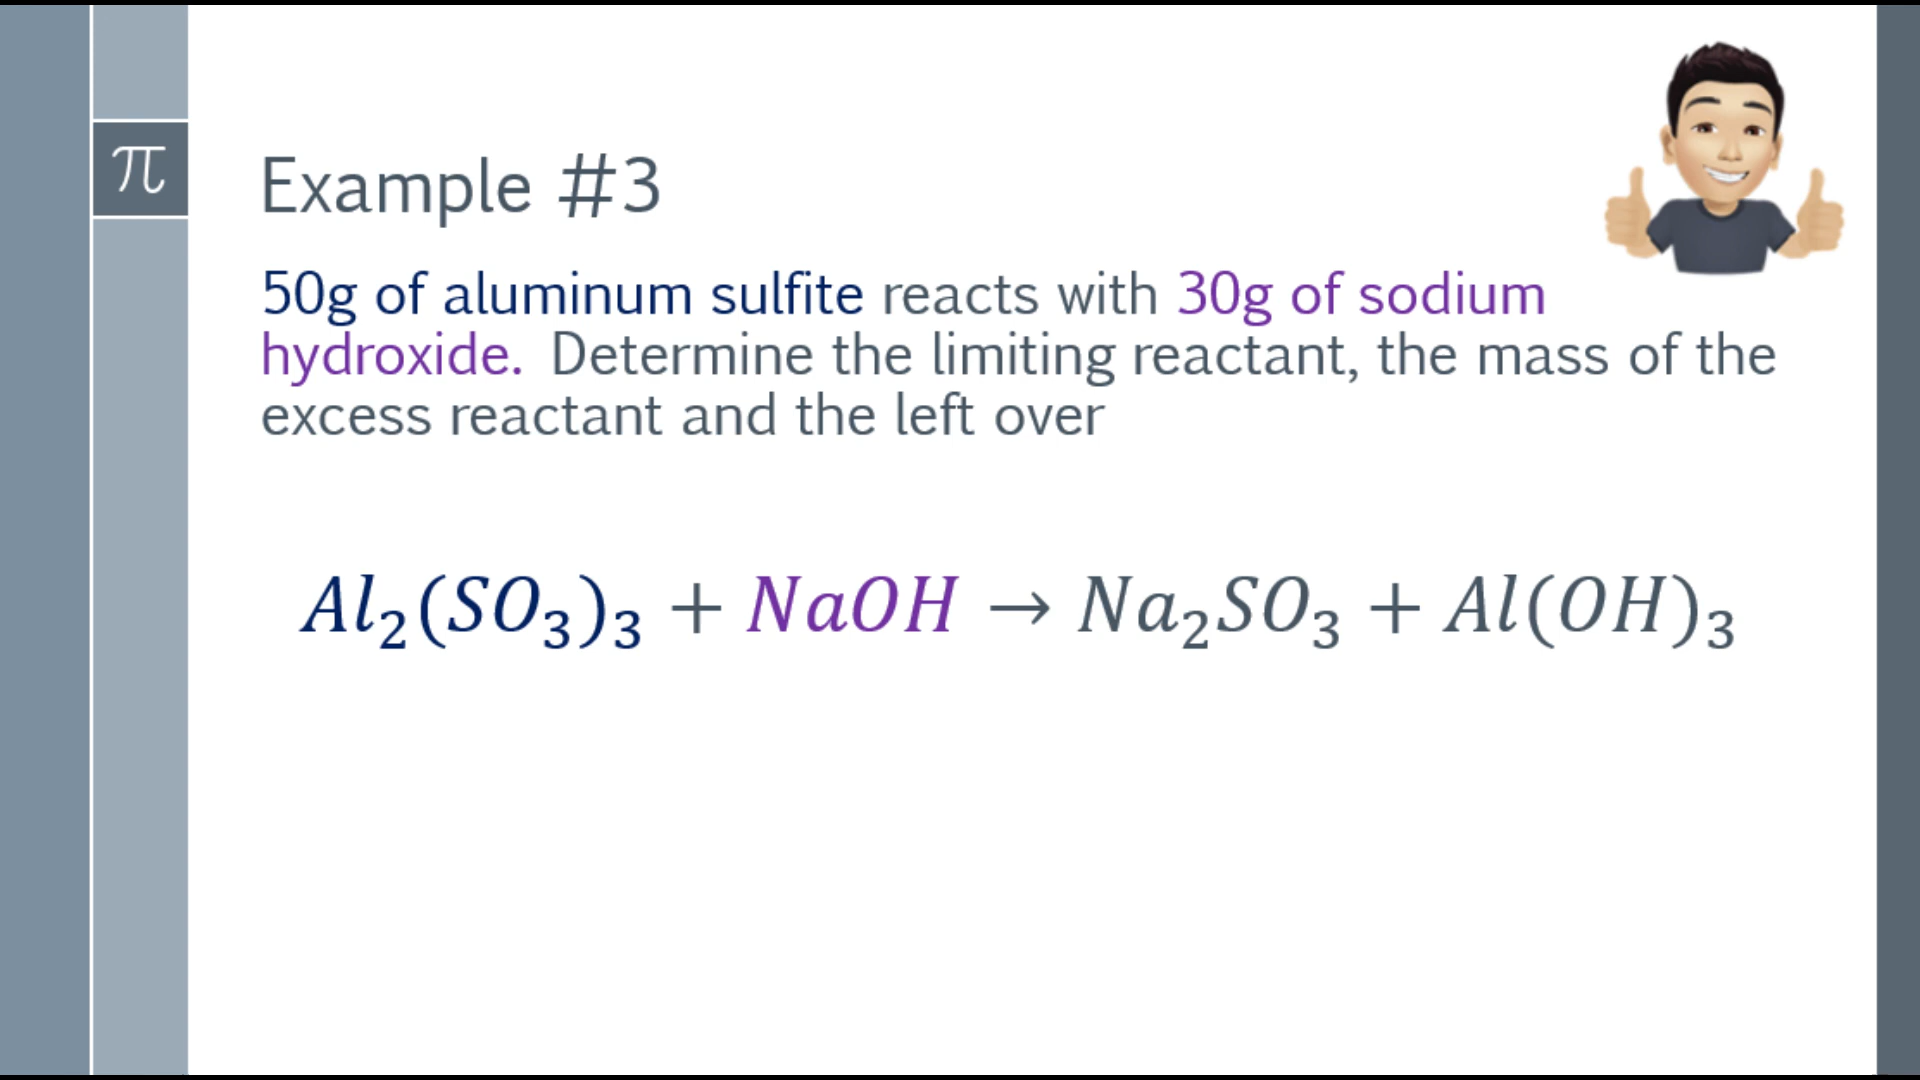 π
Example #3
50g of aluminum sulfite reacts with 30g of sodium
hydroxide. Determine the limiting reactant, the mass of the
excess reactant and the left over
Al₂(SO₃)₃ + NaOH → Na₂SO₃ + Al(OH)₃